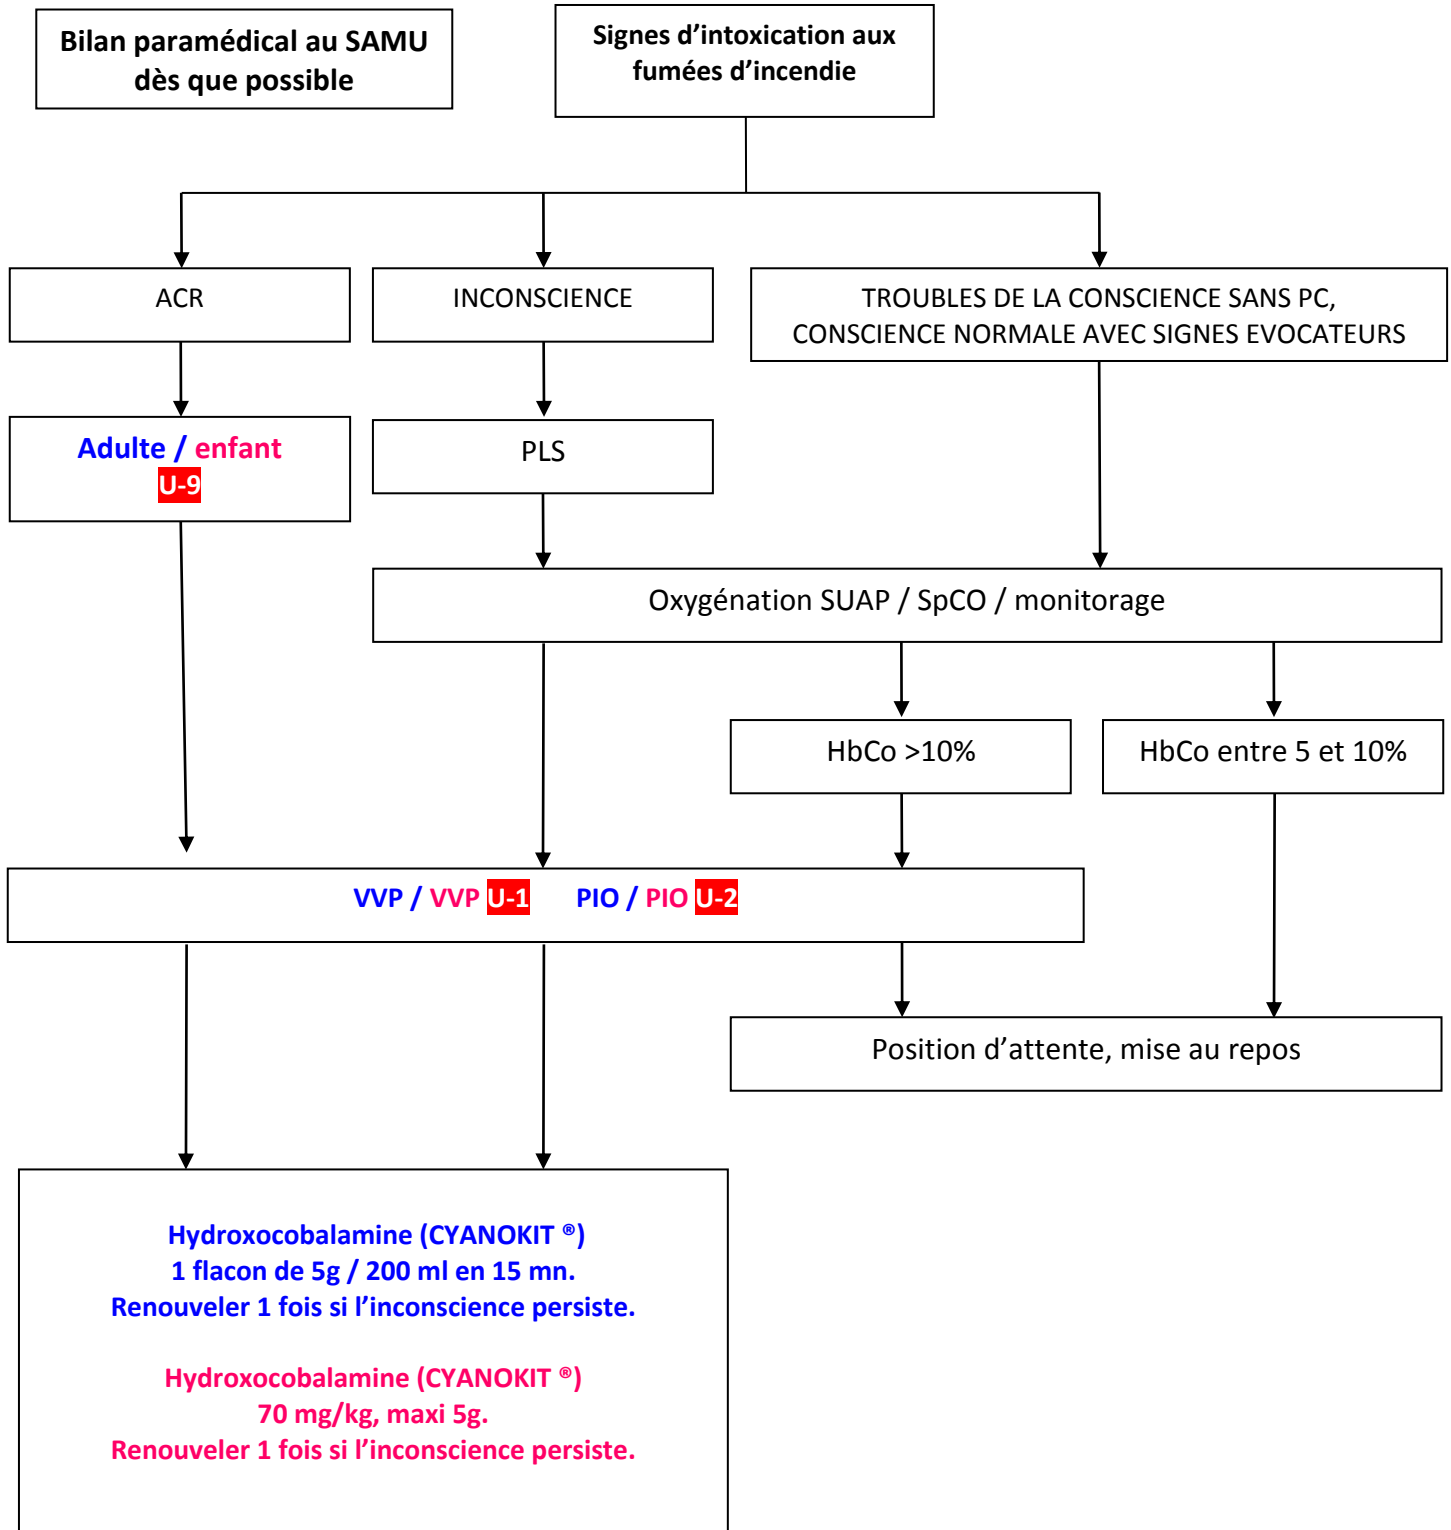 Bilan paramédical au SAMU
dès que possible
Signes d’intoxication aux
fumées d’incendie
ACR
INCONSCIENCE
TROUBLES DE LA CONSCIENCE SANS PC,
CONSCIENCE NORMALE AVEC SIGNES EVOCATEURS
Adulte / enfant
U-9
PLS
Oxygénation SUAP / SpCO / monitorage
HbCo >10%
HbCo entre 5 et 10%
VVP / VVP U-1 PIO / PIO U-2
Position d’attente, mise au repos
Hydroxocobalamine (CYANOKIT ®)
1 flacon de 5g / 200 ml en 15 mn.
Renouveler 1 fois si l’inconscience persiste.
Hydroxocobalamine (CYANOKIT ®)
70 mg/kg, maxi 5g.
Renouveler 1 fois si l’inconscience persiste.